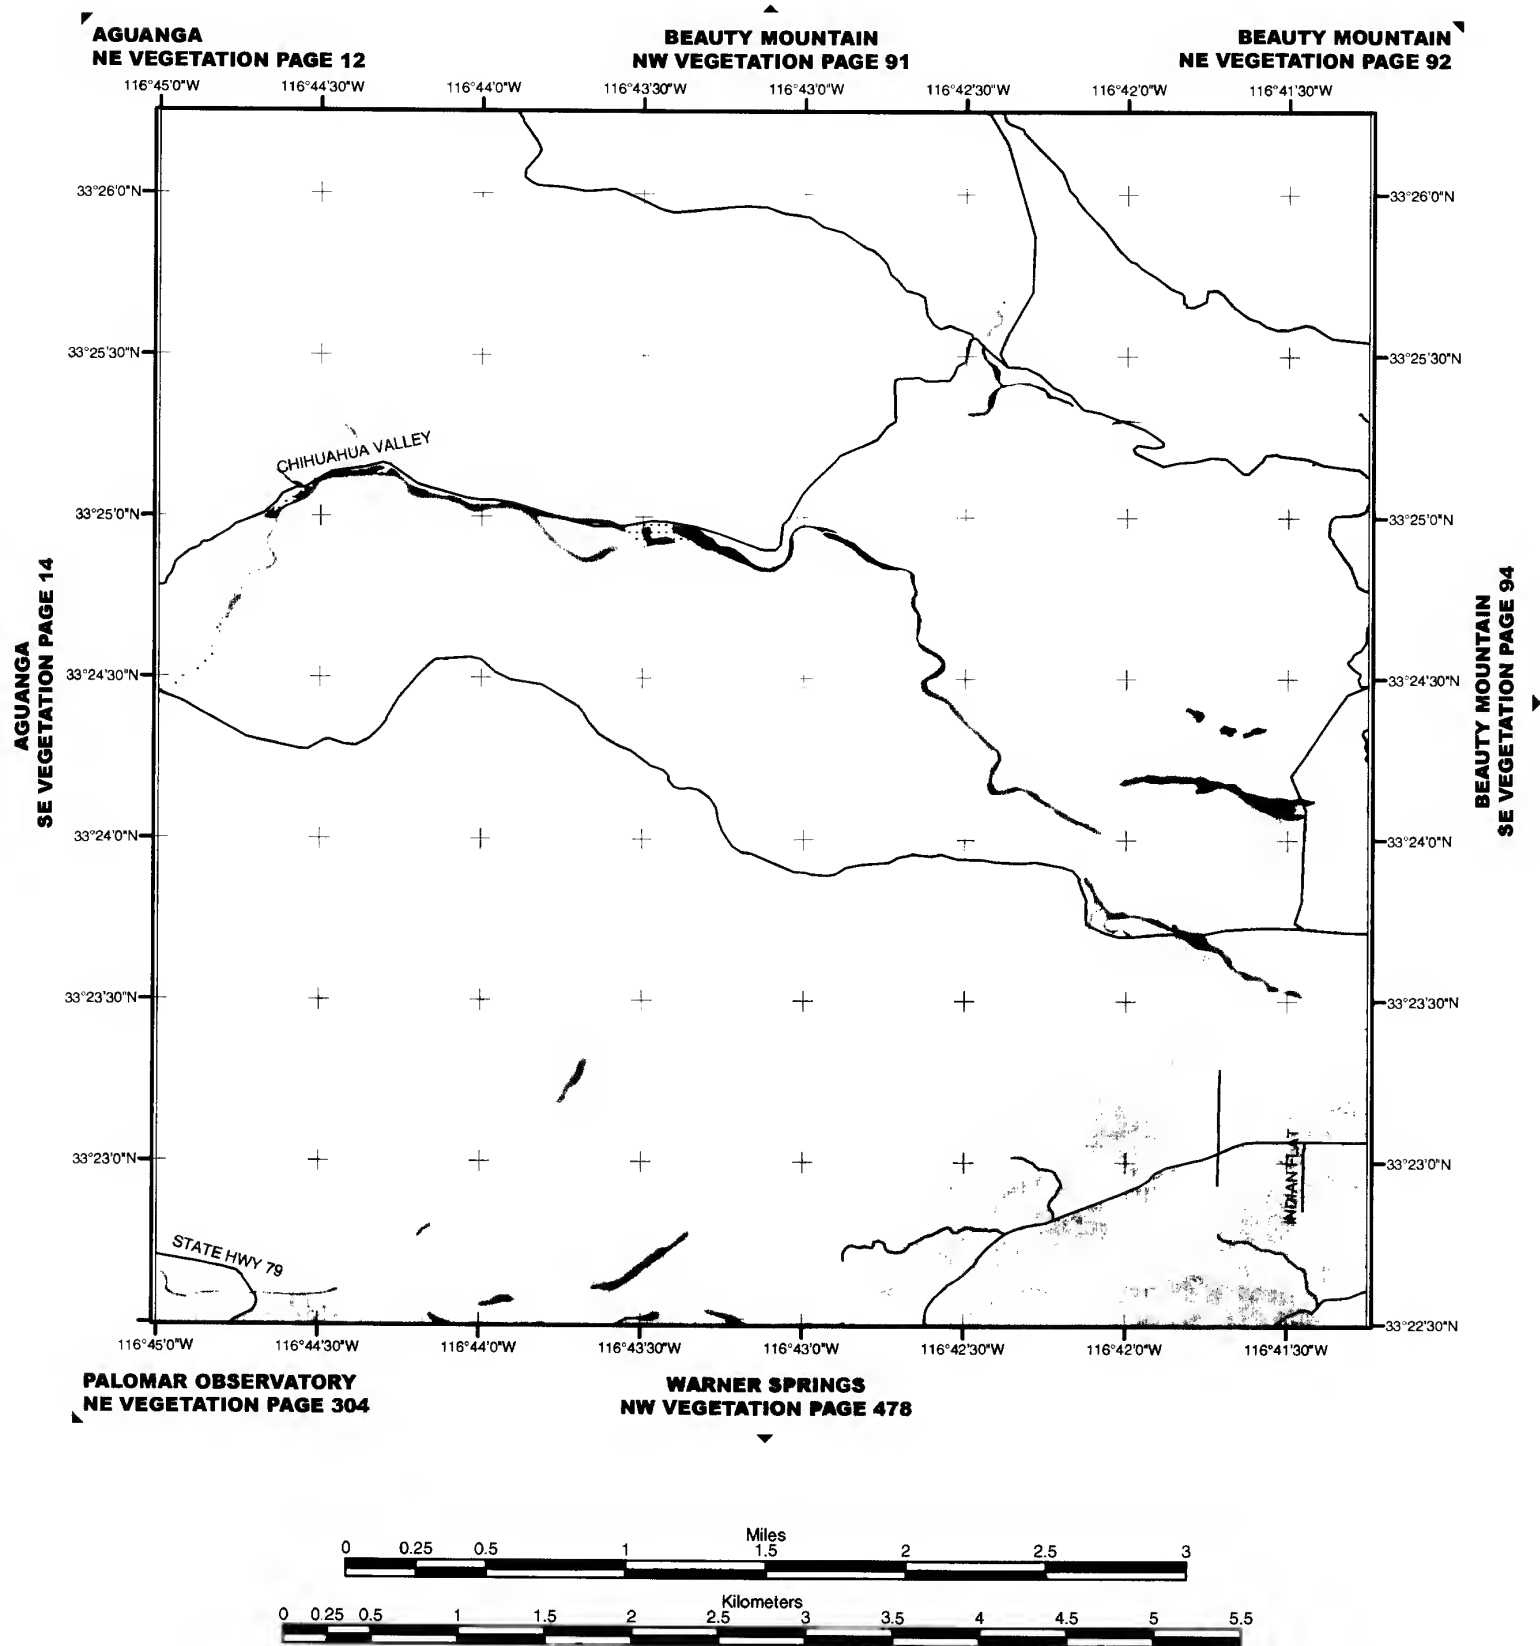 AGUANGA
NE VEGETATION PAGE 12
BEAUTY MOUNTAIN
NW VEGETATION PAGE 91
BEAUTY MOUNTAIN
NE VEGETATION PAGE 92
116°45'0"W 116°44'30"W 116°44'0"W 116°43'30"W 116°43'0"W 116°42'30"W 116°42'0"W 116°41'30"W
33°26'0"N 33°26'0"N
33°25'30"N 33°25'30"N
CHIHUAHUA VALLEY
33°25'0"N 33°25'0"N
AGUANGA
SE VEGETATION PAGE 14
BEAUTY MOUNTAIN
SE VEGETATION PAGE 94
33°24'30"N 33°24'30"N
33°24'0"N 33°24'0"N
33°23'30"N 33°23'30"N
33°23'0"N 33°23'0"N
INDIAN FLAT
STATE HWY 79
33°22'30"N
116°45'0"W 116°44'30"W 116°44'0"W 116°43'30"W 116°43'0"W 116°42'30"W 116°42'0"W 116°41'30"W
PALOMAR OBSERVATORY
NE VEGETATION PAGE 304
WARNER SPRINGS
NW VEGETATION PAGE 478
Miles
0 0.25 0.5 1 1.5 2 2.5 3
Kilometers
0 0.25 0.5 1 1.5 2 2.5 3 3.5 4 4.5 5 5.5